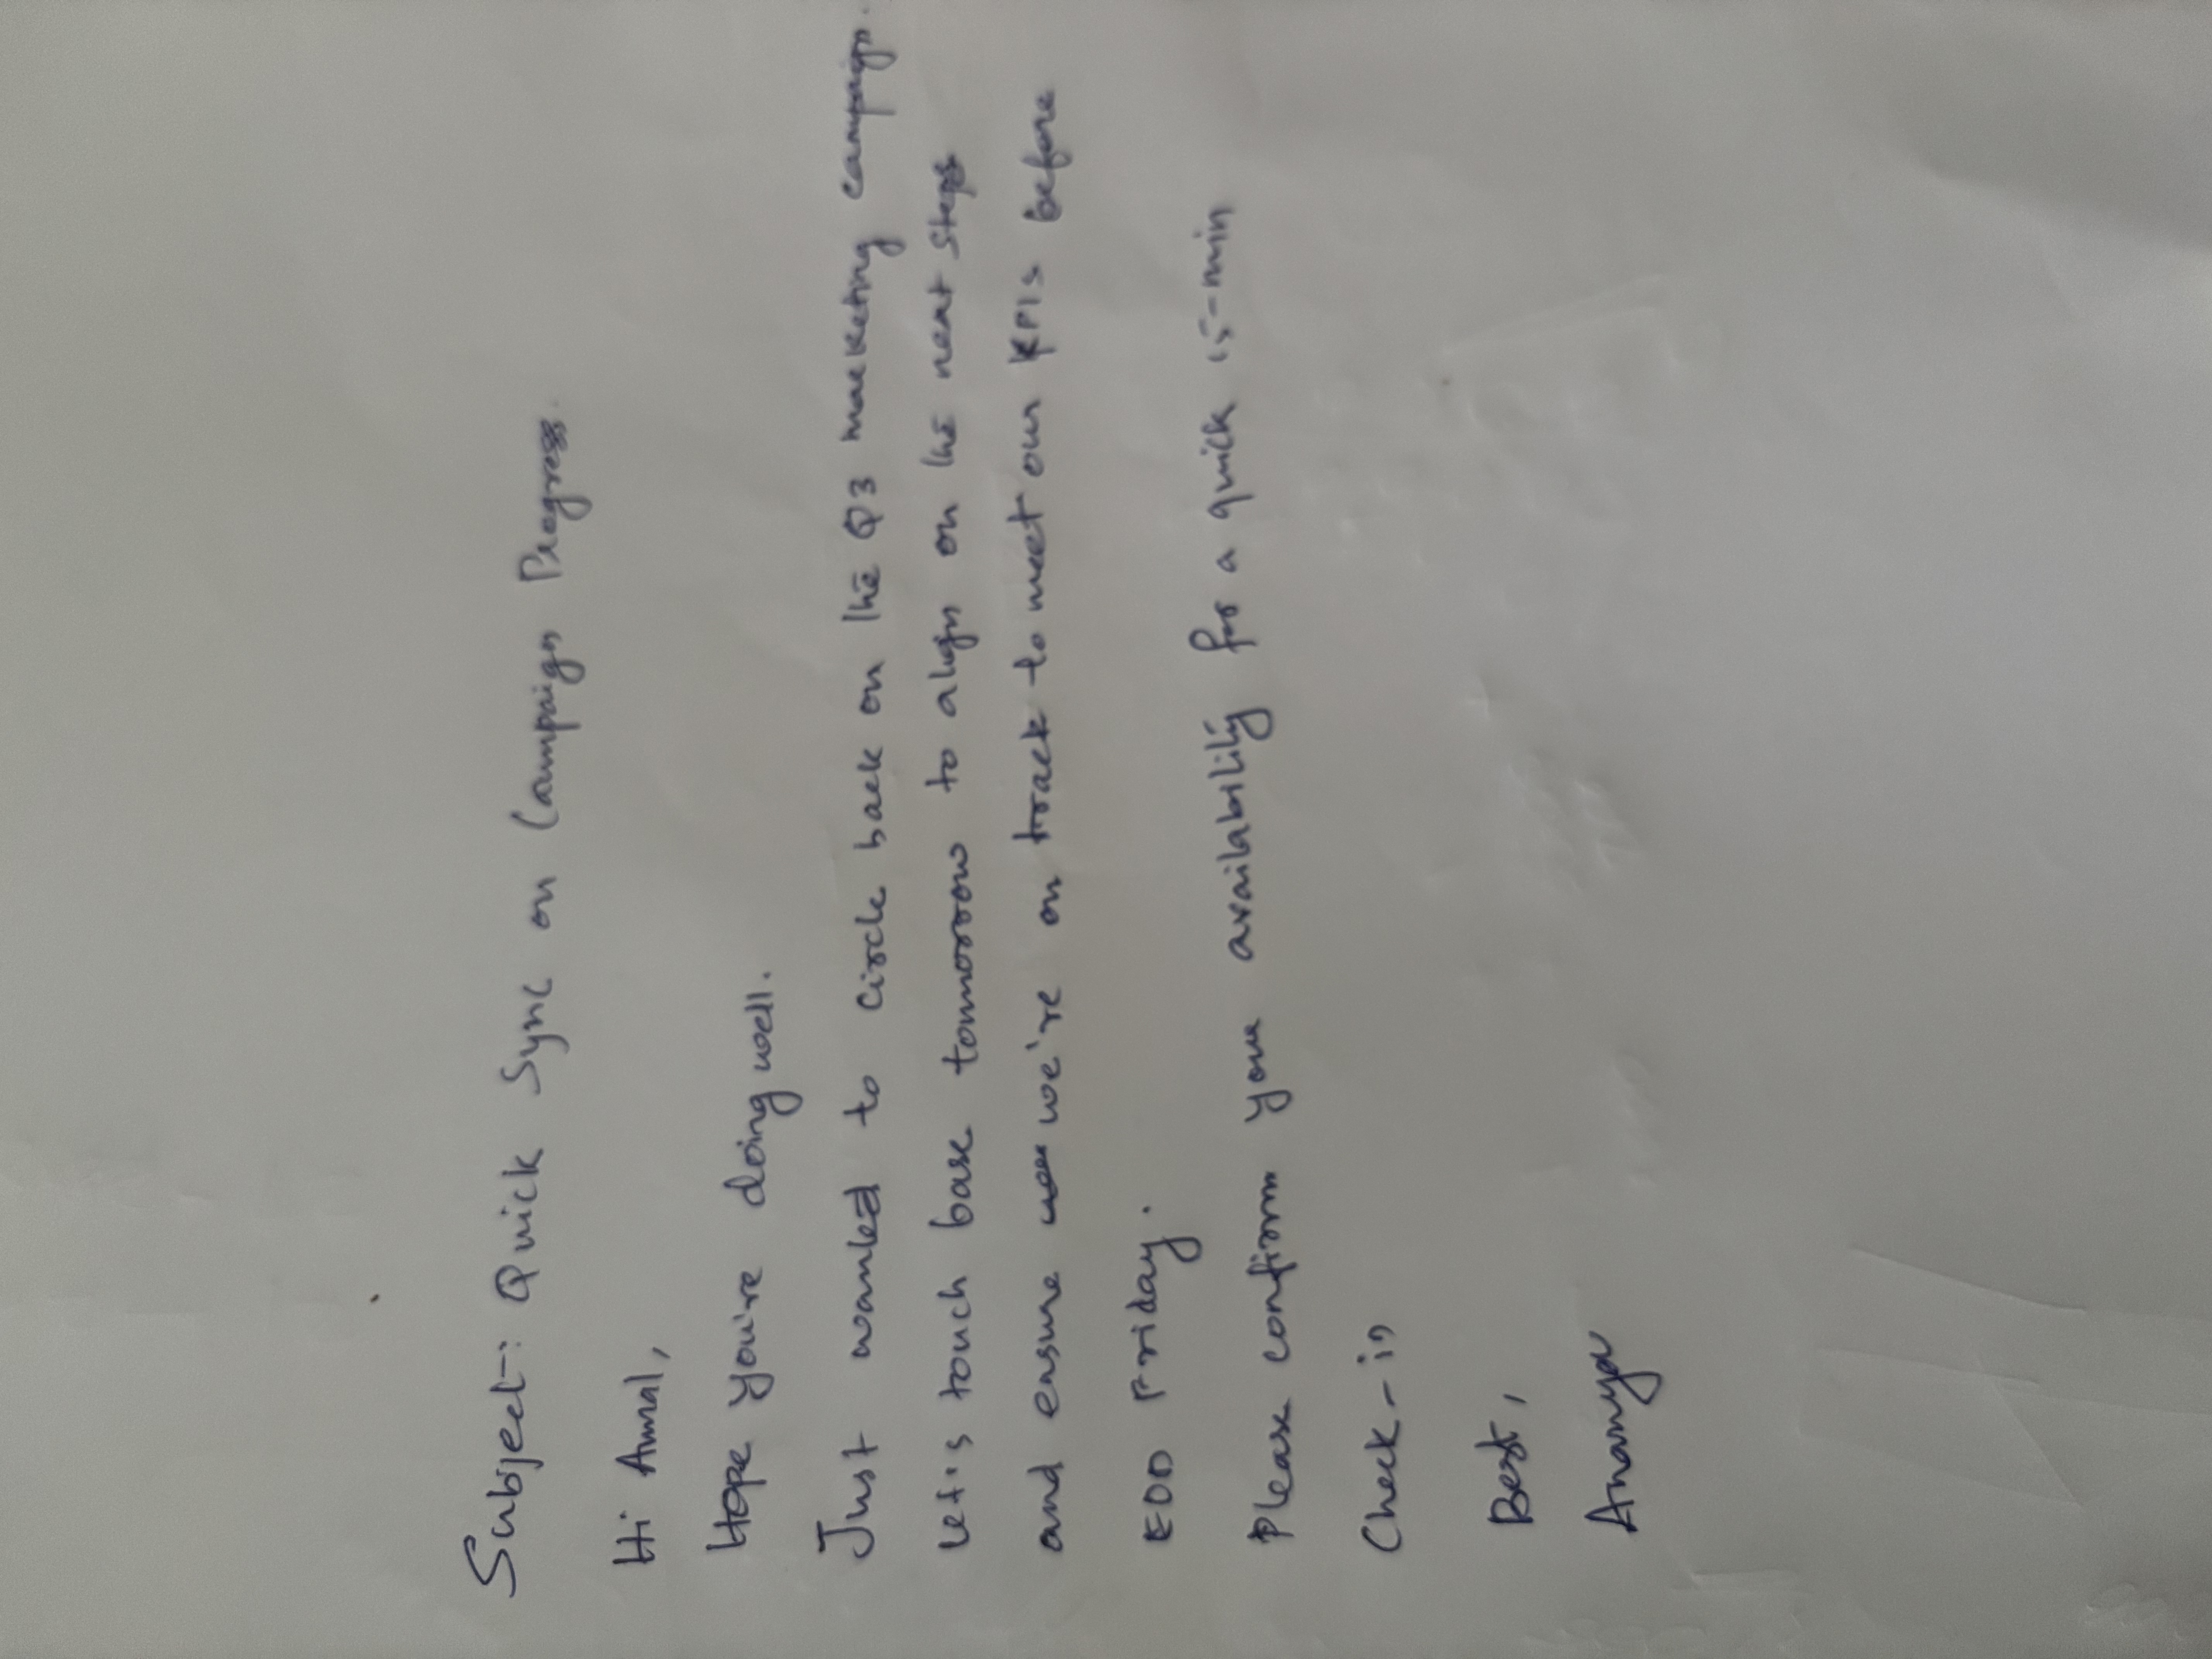 Subject: Quick Sync on Campaign Progress.
Hi Anmal,
Hope you're doing well.
Just wanted to circle back on the Q3 marketing campaign.
Let's touch base tomorrow to align on the next steps
and ensure we're on track to meet our KPIs before
EOD Friday.
Please confirm your availability for a quick 15-min
Check-in
Best,
Ananya